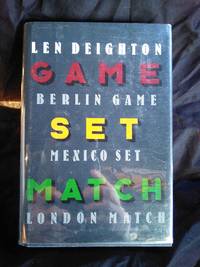 LEN DEIGHTON
GAME
BERLIN GAME
SET
MEXICO SET
MATCH
LONDON MATCH